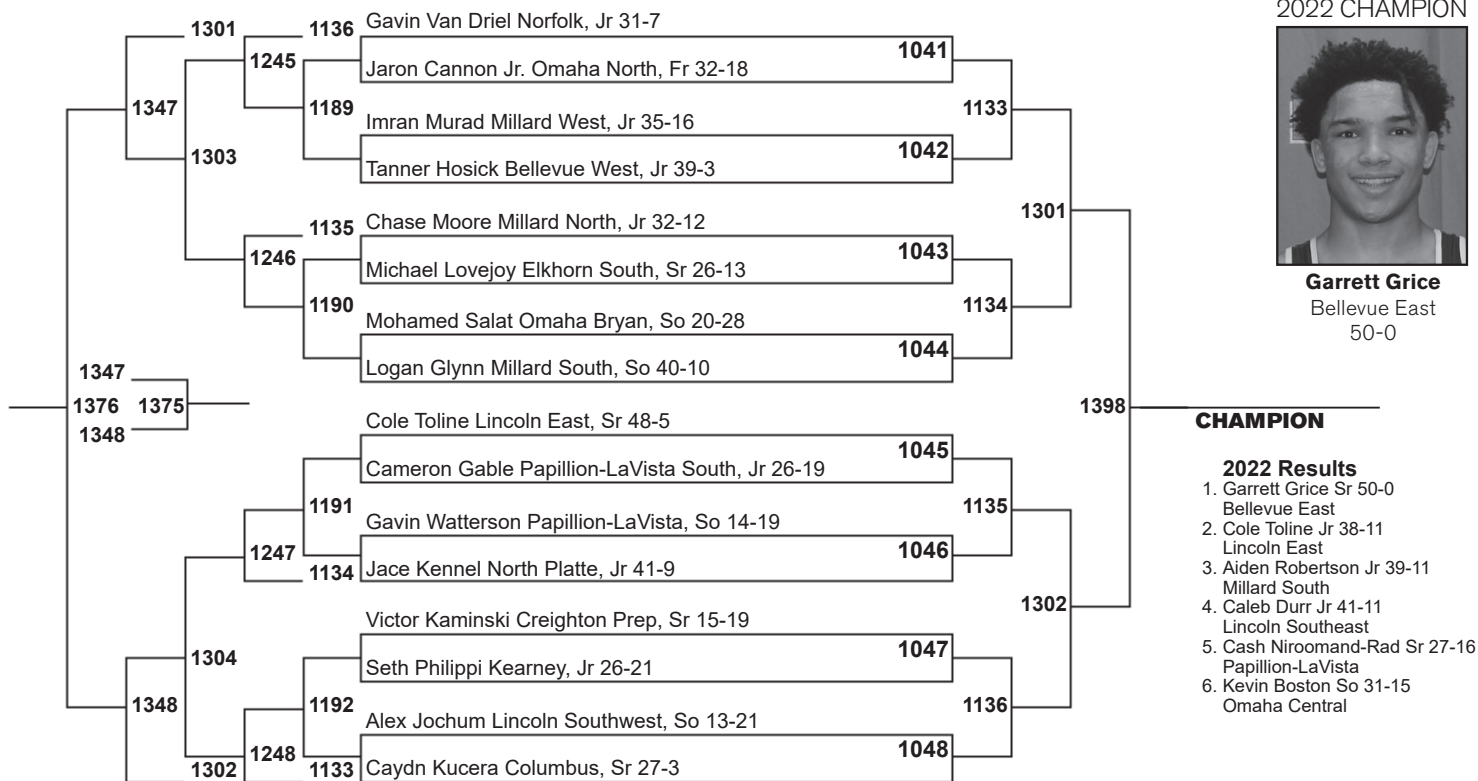 2022 CHAMPION
Garrett Grice
Bellevue East
50-0
1301
1136
Gavin Van Driel Norfolk, Jr 31-7
1245
1041
Jaron Cannon Jr. Omaha North, Fr 32-18
1347
1189
1133
Imran Murad Millard West, Jr 35-16
1303
1042
Tanner Hosick Bellevue West, Jr 39-3
1301
1135
Chase Moore Millard North, Jr 32-12
1246
1043
Michael Lovejoy Elkhorn South, Sr 26-13
1190
1134
Mohamed Salat Omaha Bryan, So 20-28
1044
Logan Glynn Millard South, So 40-10
1347
1376
1375
1348
1398
CHAMPION
Cole Toline Lincoln East, Sr 48-5
1045
Cameron Gable Papillion-LaVista South, Jr 26-19
1191
1135
Gavin Watterson Papillion-LaVista, So 14-19
1247
1046
1134
Jace Kennel North Platte, Jr 41-9
1302
Victor Kaminski Creighton Prep, Sr 15-19
1304
1047
Seth Philippi Kearney, Jr 26-21
1348
1192
1136
Alex Jochum Lincoln Southwest, So 13-21
1248
1048
1302
1133
Caydn Kucera Columbus, Sr 27-3
2022 Results
1. Garrett Grice Sr 50-0
Bellevue East
2. Cole Toline Jr 38-11
Lincoln East
3. Aiden Robertson Jr 39-11
Millard South
4. Caleb Durr Jr 41-11
Lincoln Southeast
5. Cash Niroomand-Rad Sr 27-16
Papillion-LaVista
6. Kevin Boston So 31-15
Omaha Central